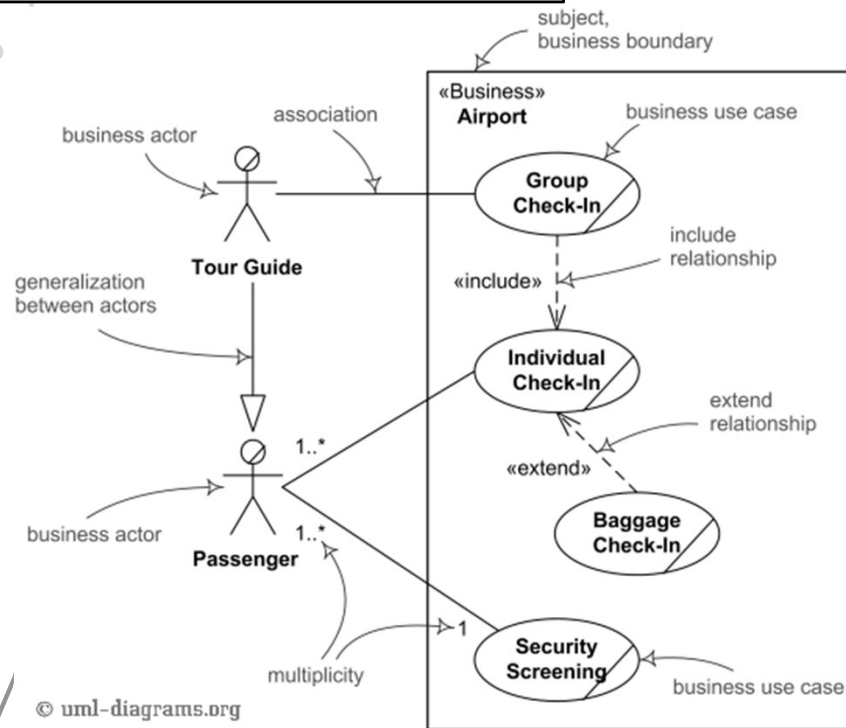 subject,
business boundary
«Business»
Airport
association
business use case
business actor
Group
Check-In
include
relationship
Tour Guide
«include»
generalization
between actors
Individual
Check-In
extend
relationship
1..*
«extend»
Baggage
Check-In
business actor
1..*
Passenger
1
Security
Screening
multiplicity
business use case
© uml-diagrams.org